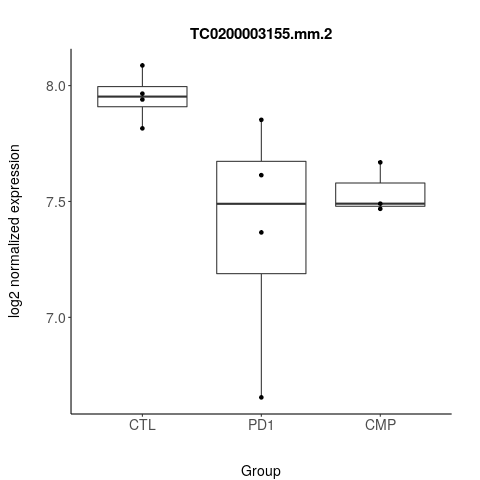 TC0200003155.mm.2
log2 normalized expression
8.0
7.5
7.0
CTL PD1 CMP
Group